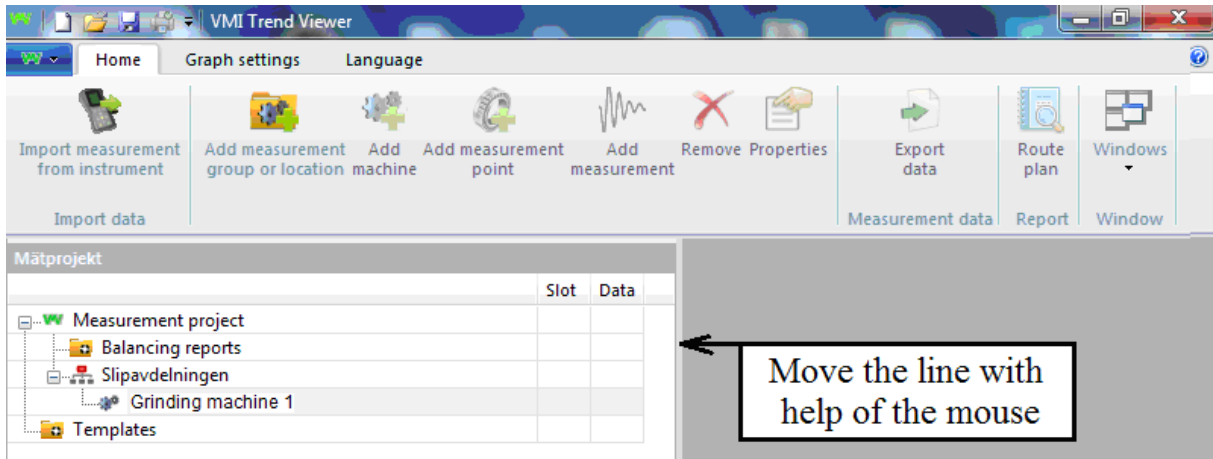 VMI Trend Viewer
Home Graph settings Language
Import measurement from instrument
Add measurement group or location
Add machine
Add measurement point
Add measurement
Remove
Properties
Export data
Route plan
Windows
Import data
Measurement data
Report
Window
Mätprojekt
Slot Data
Measurement project
Balancing reports
Slipavdelningen
Grinding machine 1
Templates
Move the line with
help of the mouse